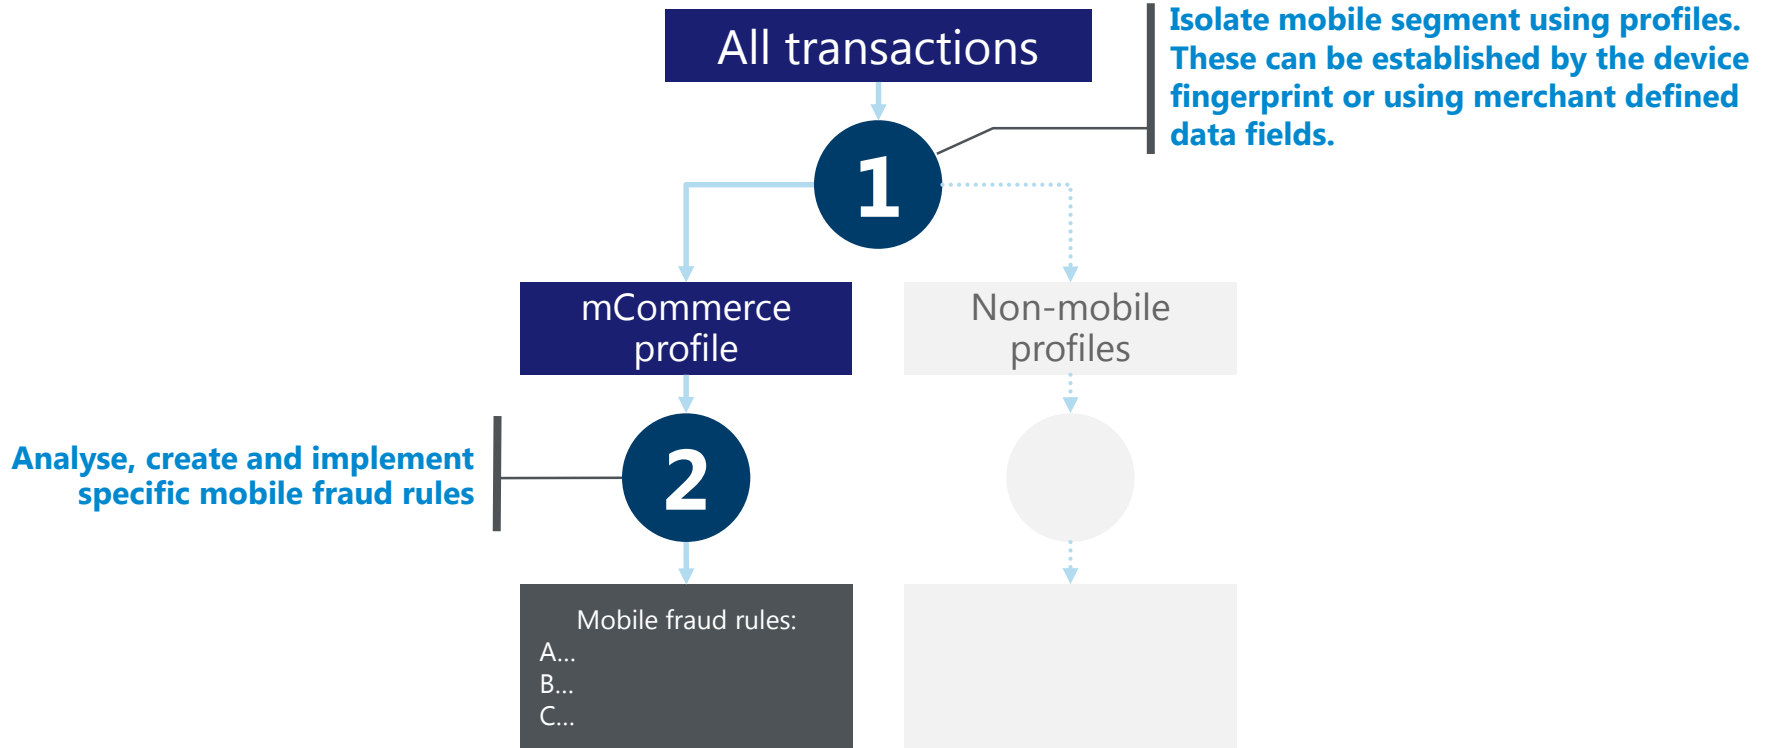 All transactions
Isolate mobile segment using profiles.
These can be established by the device
fingerprint or using merchant defined
data fields.
1
mCommerce
profile
Non-mobile
profiles
Analyse, create and implement
specific mobile fraud rules
2
Mobile fraud rules:
A...
B...
C...